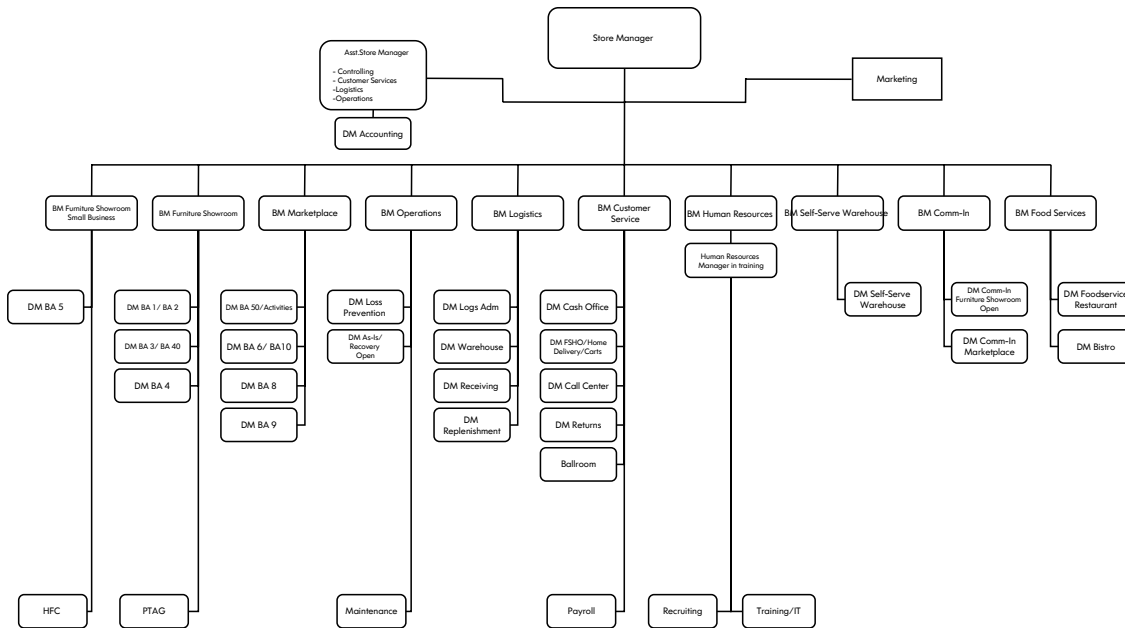 Store Manager
Asst.Store Manager
- Controlling
- Customer Services
-Logistics
-Operations
Marketing
DM Accounting
BM Furniture Showroom
Small Business
BM Furniture Showroom
BM Marketplace
BM Operations
BM Logistics
BM Customer
Service
BM Human Resources
BM Self-Serve Warehouse
BM Comm-In
BM Food Services
Human Resources
Manager in training
DM BA 5
DM BA 1/ BA 2
DM BA 3/ BA 40
DM BA 4
DM BA 50/Activities
DM BA 6/ BA10
DM BA 8
DM BA 9
DM Loss
Prevention
DM As-Is/
Recovery
Open
DM Logs Adm
DM Warehouse
DM Receiving
DM
Replenishment
DM Cash Office
DM FSHO/Home
Delivery/Carts
DM Call Center
DM Returns
Ballroom
DM Self-Serve
Warehouse
DM Comm-In
Furniture Showroom
Open
DM Comm-In
Marketplace
DM Foodservice
Restaurant
DM Bistro
HFC
PTAG
Maintenance
Payroll
Recruiting
Training/IT